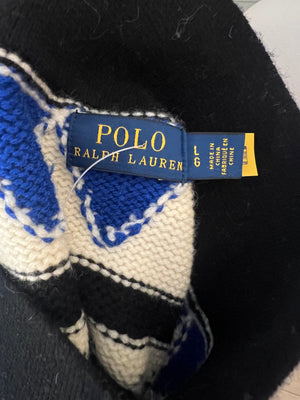 POLO
RALPH LAUREN
L
G
MADE IN
CHINA
FABRIQUÉ EN
CHINE